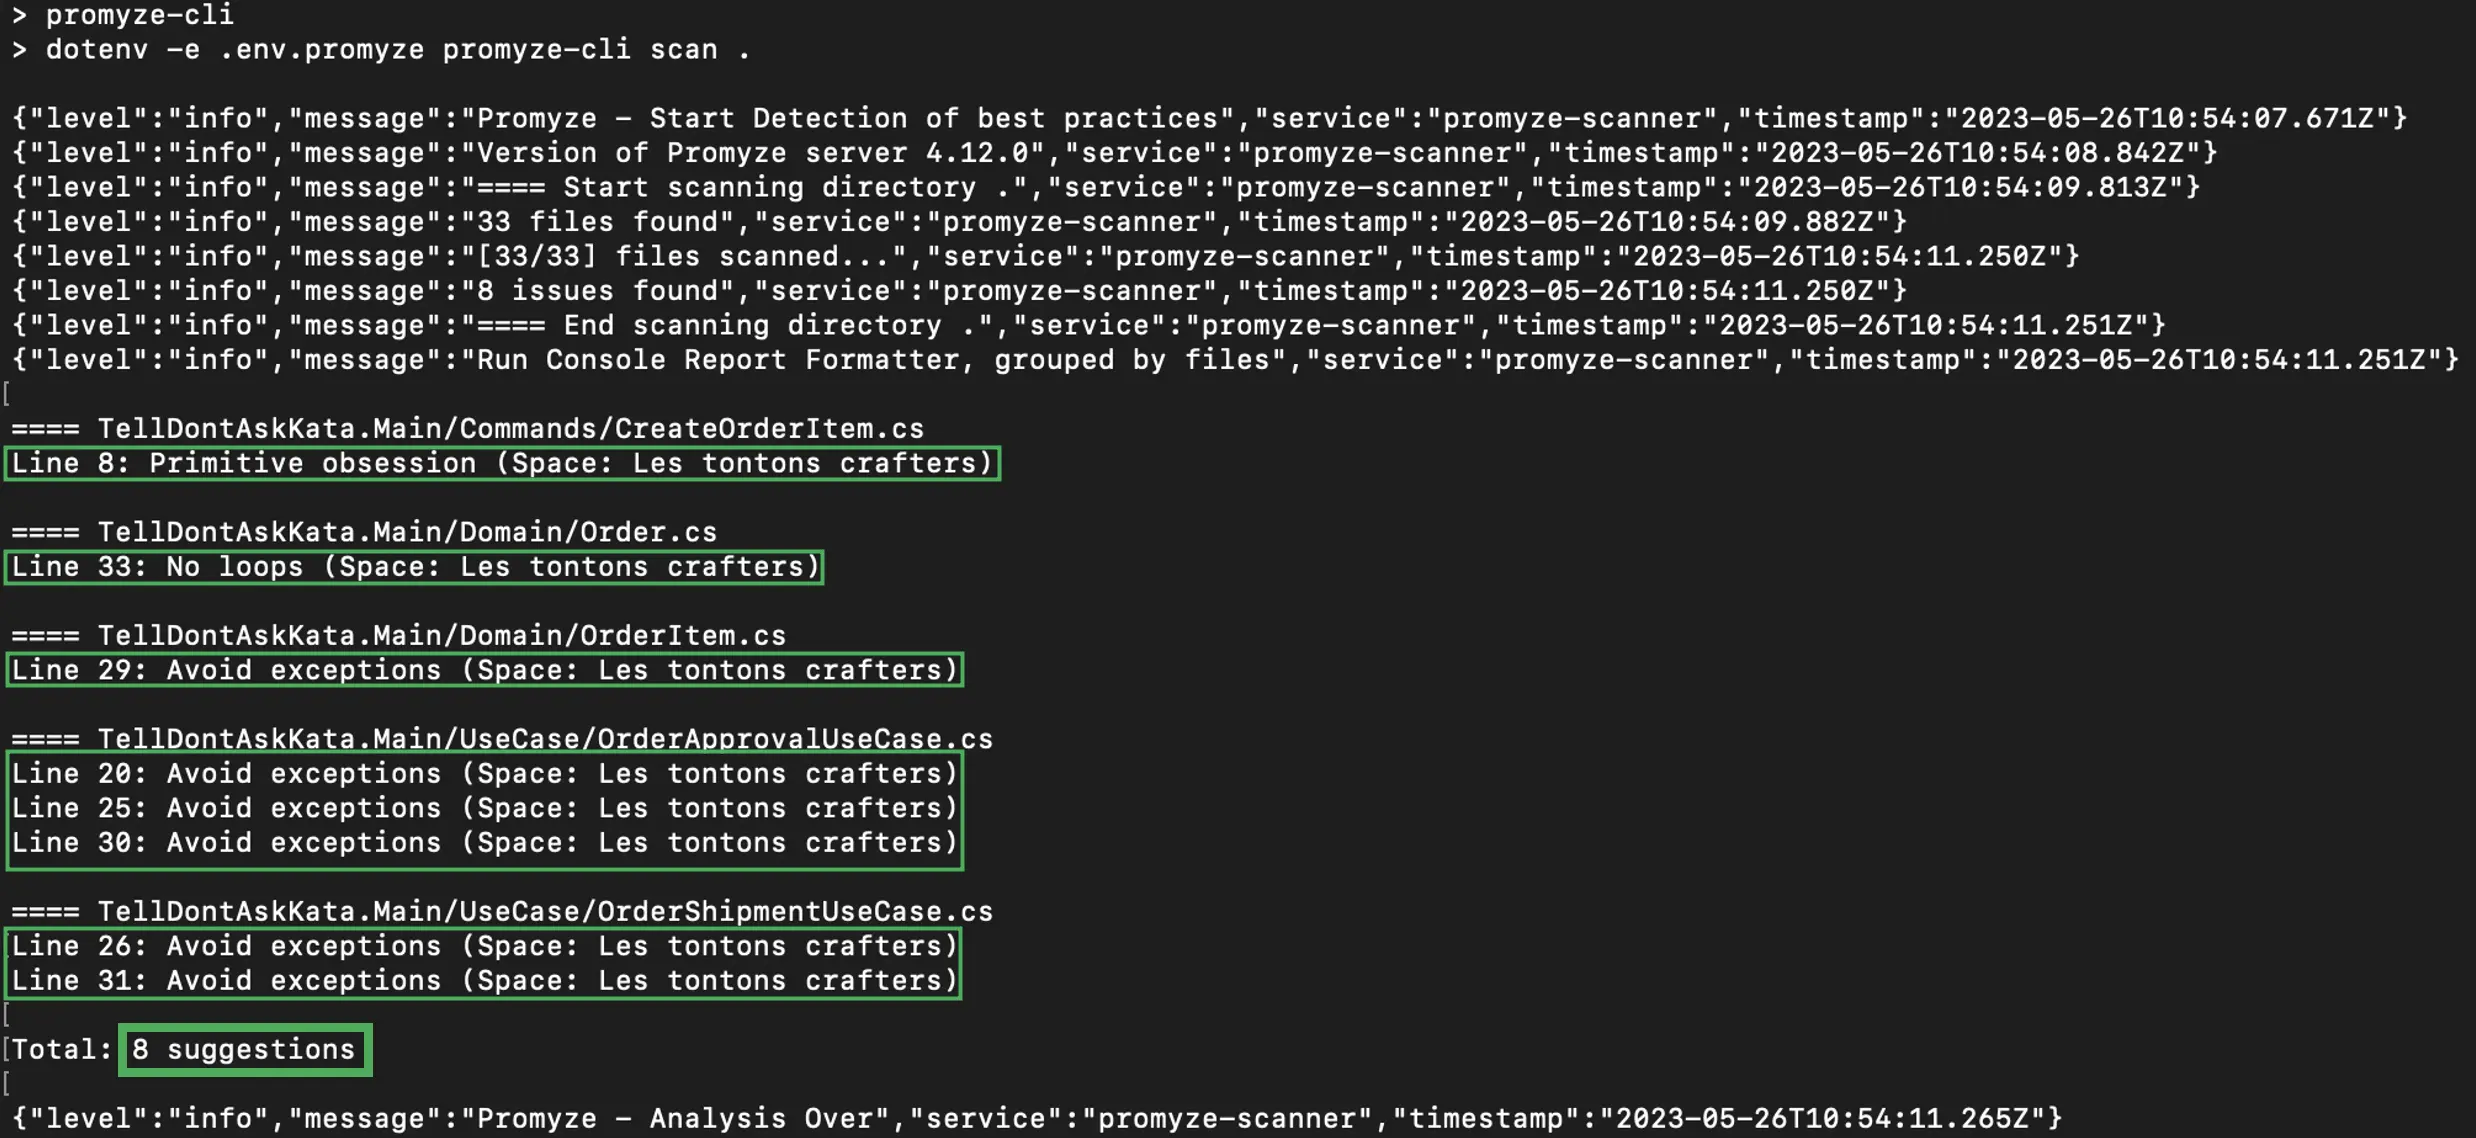 > promyze-cli
> dotenv -e .env.promyze promyze-cli scan .
{"level":"info","message":"Promyze - Start Detection of best practices","service":"promyze-scanner","timestamp":"2023-05-26T10:54:07.671Z"}
{"level":"info","message":"Version of Promyze server 4.12.0","service":"promyze-scanner","timestamp":"2023-05-26T10:54:08.842Z"}
{"level":"info","message":"==== Start scanning directory .","service":"promyze-scanner","timestamp":"2023-05-26T10:54:09.813Z"}
{"level":"info","message":"33 files found","service":"promyze-scanner","timestamp":"2023-05-26T10:54:09.882Z"}
{"level":"info","message":"[33/33] files scanned...","service":"promyze-scanner","timestamp":"2023-05-26T10:54:11.250Z"}
{"level":"info","message":"8 issues found","service":"promyze-scanner","timestamp":"2023-05-26T10:54:11.250Z"}
{"level":"info","message":"==== End scanning directory .","service":"promyze-scanner","timestamp":"2023-05-26T10:54:11.251Z"}
{"level":"info","message":"Run Console Report Formatter, grouped by files","service":"promyze-scanner","timestamp":"2023-05-26T10:54:11.251Z"}
[
==== TellDontAskKata.Main/Commands/CreateOrderItem.cs
Line 8: Primitive obsession (Space: Les tontons crafters)
==== TellDontAskKata.Main/Domain/Order.cs
Line 33: No loops (Space: Les tontons crafters)
==== TellDontAskKata.Main/Domain/OrderItem.cs
Line 29: Avoid exceptions (Space: Les tontons crafters)
==== TellDontAskKata.Main/UseCase/OrderApprovalUseCase.cs
Line 20: Avoid exceptions (Space: Les tontons crafters)
Line 25: Avoid exceptions (Space: Les tontons crafters)
Line 30: Avoid exceptions (Space: Les tontons crafters)
==== TellDontAskKata.Main/UseCase/OrderShipmentUseCase.cs
Line 26: Avoid exceptions (Space: Les tontons crafters)
Line 31: Avoid exceptions (Space: Les tontons crafters)
[
[Total: 8 suggestions
[
{"level":"info","message":"Promyze - Analysis Over","service":"promyze-scanner","timestamp":"2023-05-26T10:54:11.265Z"}